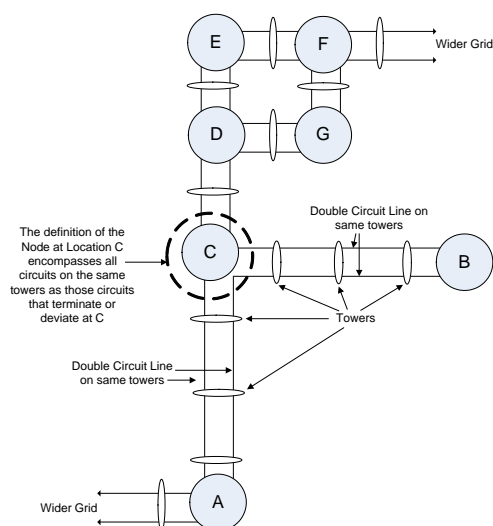 E
F
Wider Grid
D
G
The definition of the
Node at Location C
encompasses all
circuits on the same
towers as those circuits
that terminate or
deviate at C
C
Double Circuit Line on
same towers
B
Towers
Double Circuit Line
on same towers
A
Wider Grid